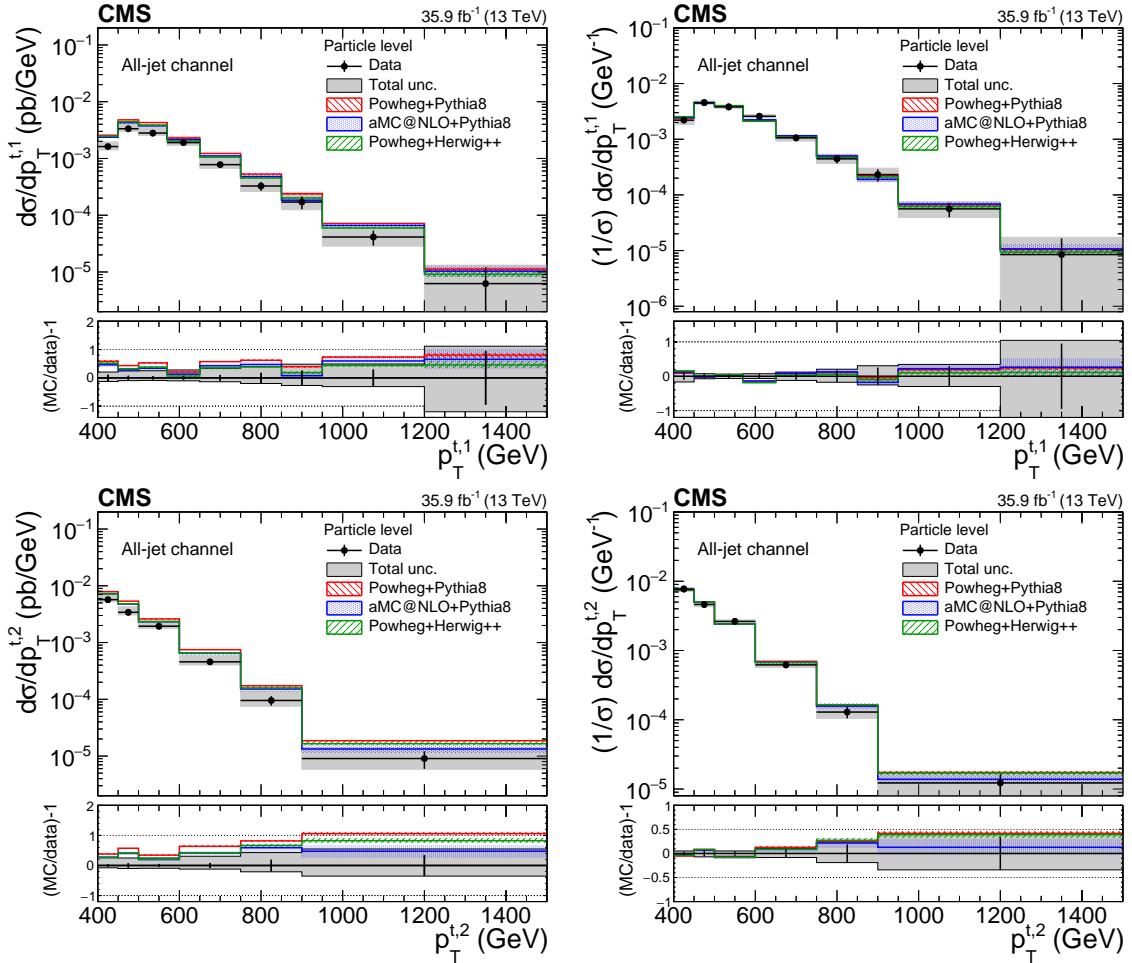 CMS 35.9 fb⁻¹ (13 TeV)
dσ/dp_T^{t,1} (pb/GeV)
10⁻¹
10⁻²
10⁻³
10⁻⁴
10⁻⁵
All-jet channel
Particle level
Data
Total unc.
Powheg+Pythia8
aMC@NLO+Pythia8
Powheg+Herwig++
(MC/data)-1
2
1
0
−1
400 600 800 1000 1200 1400
p_T^{t,1} (GeV)
CMS 35.9 fb⁻¹ (13 TeV)
(1/σ) dσ/dp_T^{t,1} (GeV⁻¹)
10⁻¹
10⁻²
10⁻³
10⁻⁴
10⁻⁵
10⁻⁶
All-jet channel
Particle level
Data
Total unc.
Powheg+Pythia8
aMC@NLO+Pythia8
Powheg+Herwig++
(MC/data)-1
1
0
−1
400 600 800 1000 1200 1400
p_T^{t,1} (GeV)
CMS 35.9 fb⁻¹ (13 TeV)
dσ/dp_T^{t,2} (pb/GeV)
10⁻¹
10⁻²
10⁻³
10⁻⁴
10⁻⁵
All-jet channel
Particle level
Data
Total unc.
Powheg+Pythia8
aMC@NLO+Pythia8
Powheg+Herwig++
(MC/data)-1
2
1
0
−1
400 600 800 1000 1200 1400
p_T^{t,2} (GeV)
CMS 35.9 fb⁻¹ (13 TeV)
(1/σ) dσ/dp_T^{t,2} (GeV⁻¹)
10⁻¹
10⁻²
10⁻³
10⁻⁴
10⁻⁵
All-jet channel
Particle level
Data
Total unc.
Powheg+Pythia8
aMC@NLO+Pythia8
Powheg+Herwig++
(MC/data)-1
1
0.5
0
−0.5
−1
400 600 800 1000 1200 1400
p_T^{t,2} (GeV)